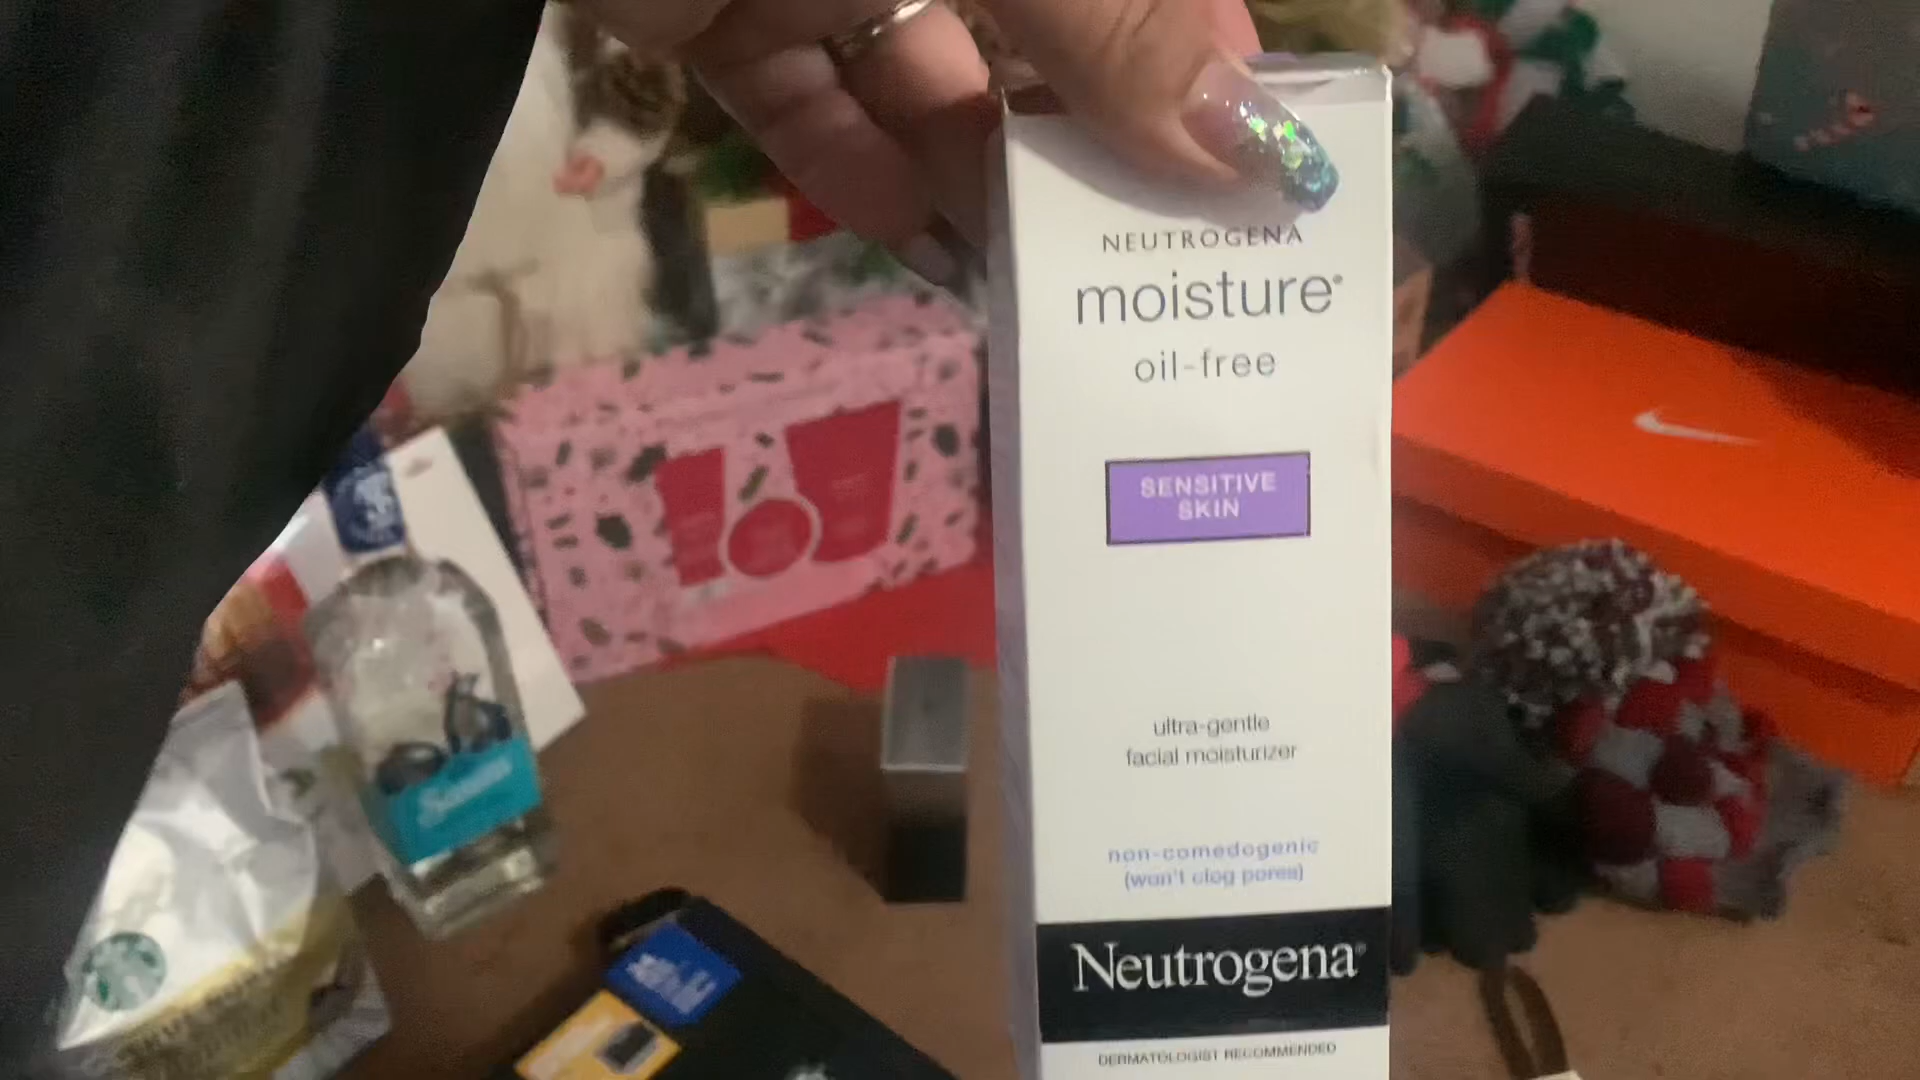 NEUTROGENA
moisture®
oil-free
SENSITIVE
SKIN
ultra-gentle
facial moisturizer
non-comedogenic
(won't clog pores)
Neutrogena®
DERMATOLOGIST RECOMMENDED